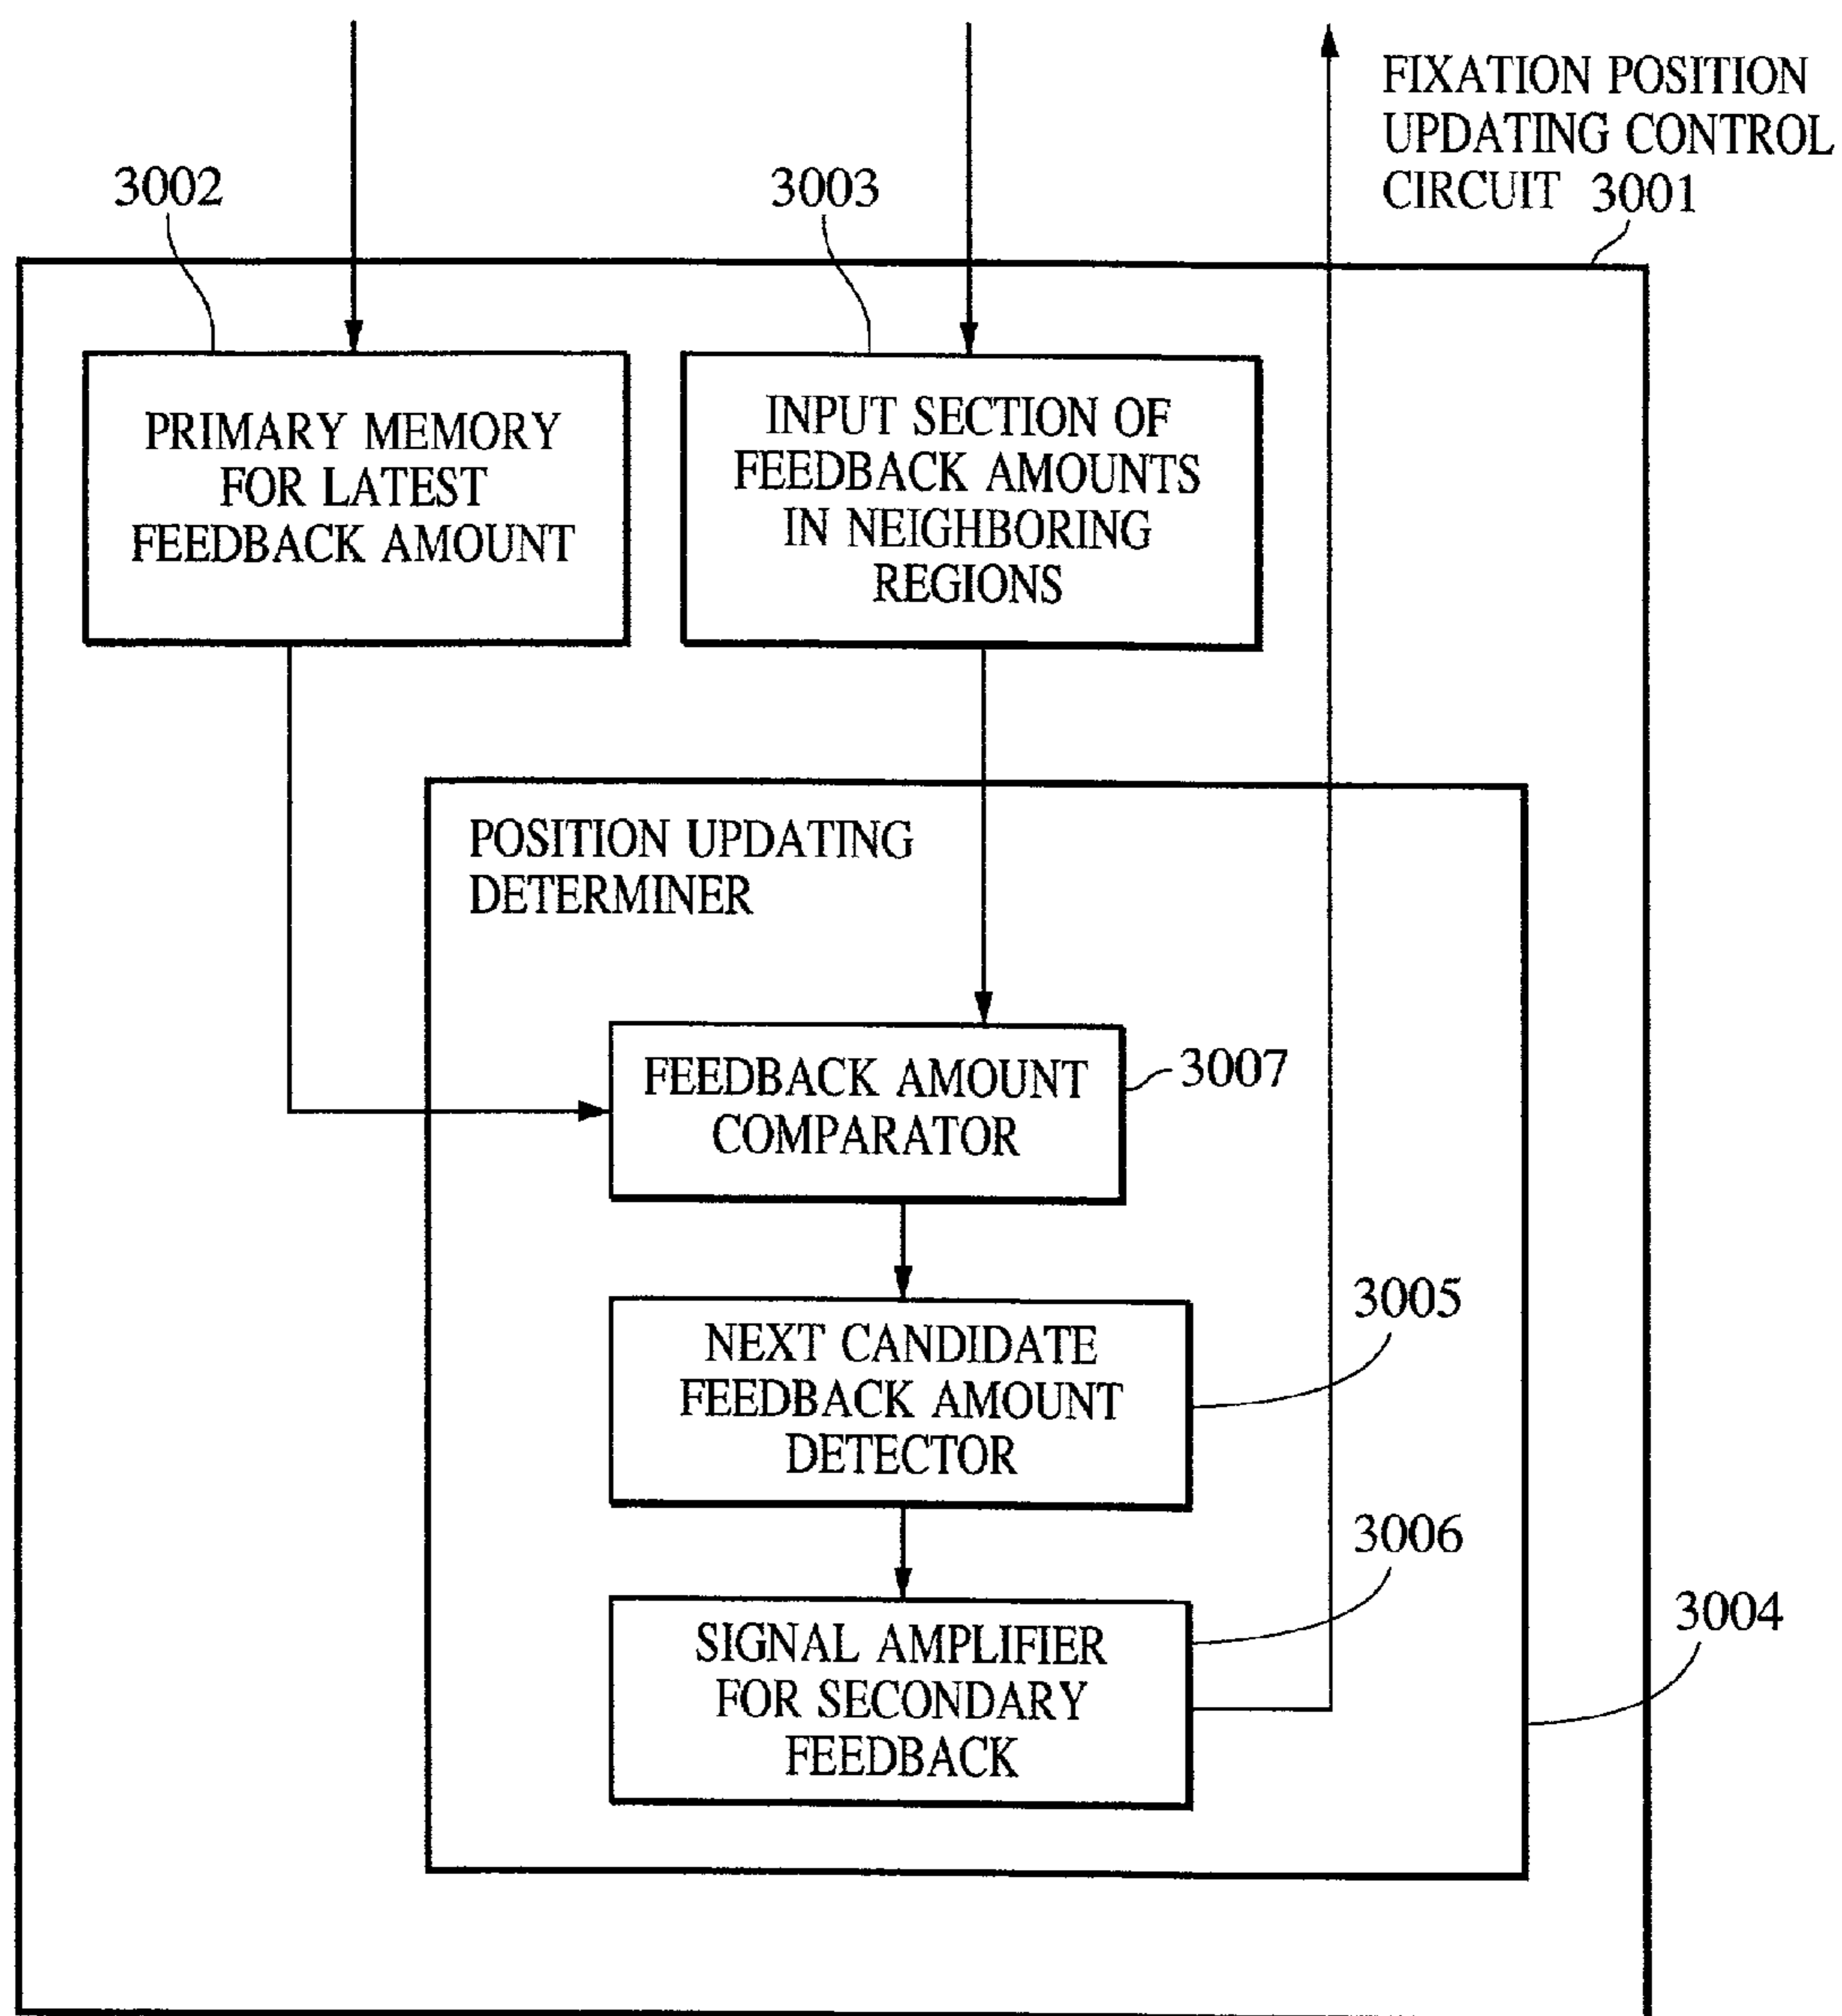 FIXATION POSITION
UPDATING CONTROL
CIRCUIT 3001
3002
3003
PRIMARY MEMORY
FOR LATEST
FEEDBACK AMOUNT
INPUT SECTION OF
FEEDBACK AMOUNTS
IN NEIGHBORING
REGIONS
POSITION UPDATING
DETERMINER
FEEDBACK AMOUNT
COMPARATOR
3007
NEXT CANDIDATE
FEEDBACK AMOUNT
DETECTOR
3005
SIGNAL AMPLIFIER
FOR SECONDARY
FEEDBACK
3006
3004